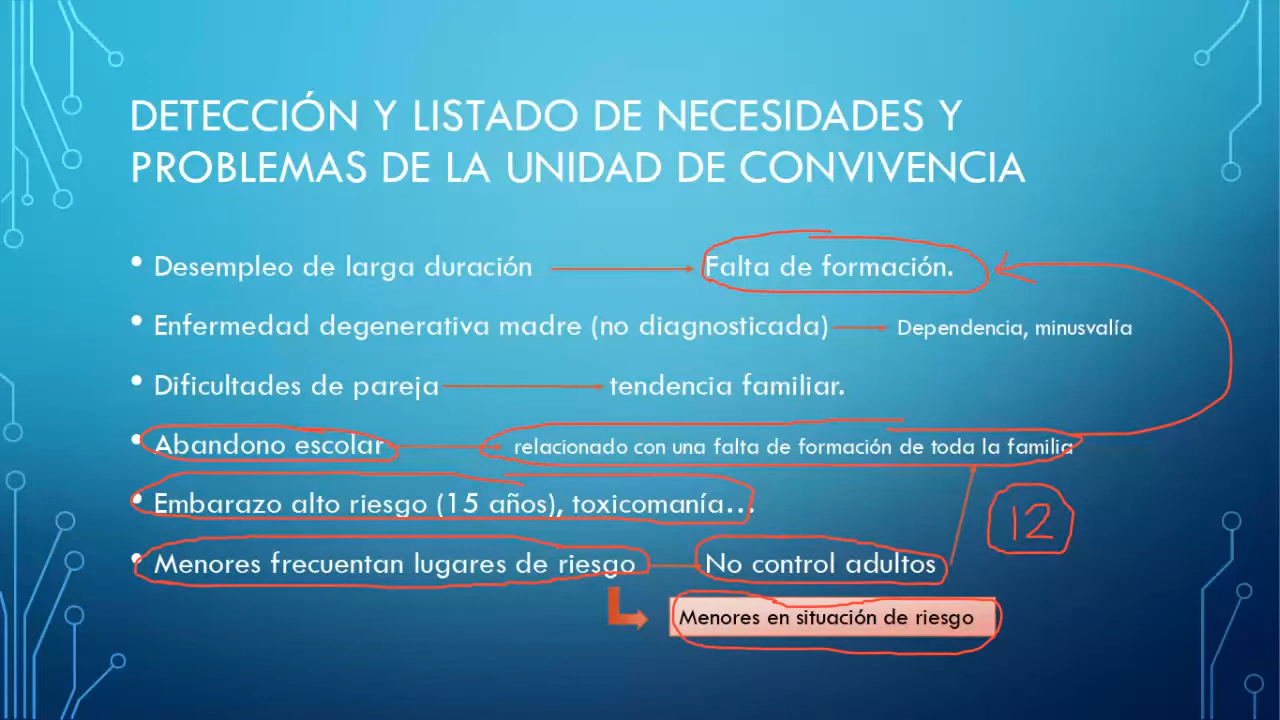 DETECCIÓN Y LISTADO DE NECESIDADES Y
PROBLEMAS DE LA UNIDAD DE CONVIVENCIA
• Desempleo de larga duración Falta de formación.
• Enfermedad degenerativa madre (no diagnosticada) Dependencia, minusvalía
• Dificultades de pareja tendencia familiar.
• Abandono escolar relacionado con una falta de formación de toda la familia
• Embarazo alto riesgo (15 años), toxicomanía...
12
• Menores frecuentan lugares de riesgo No control adultos
Menores en situación de riesgo